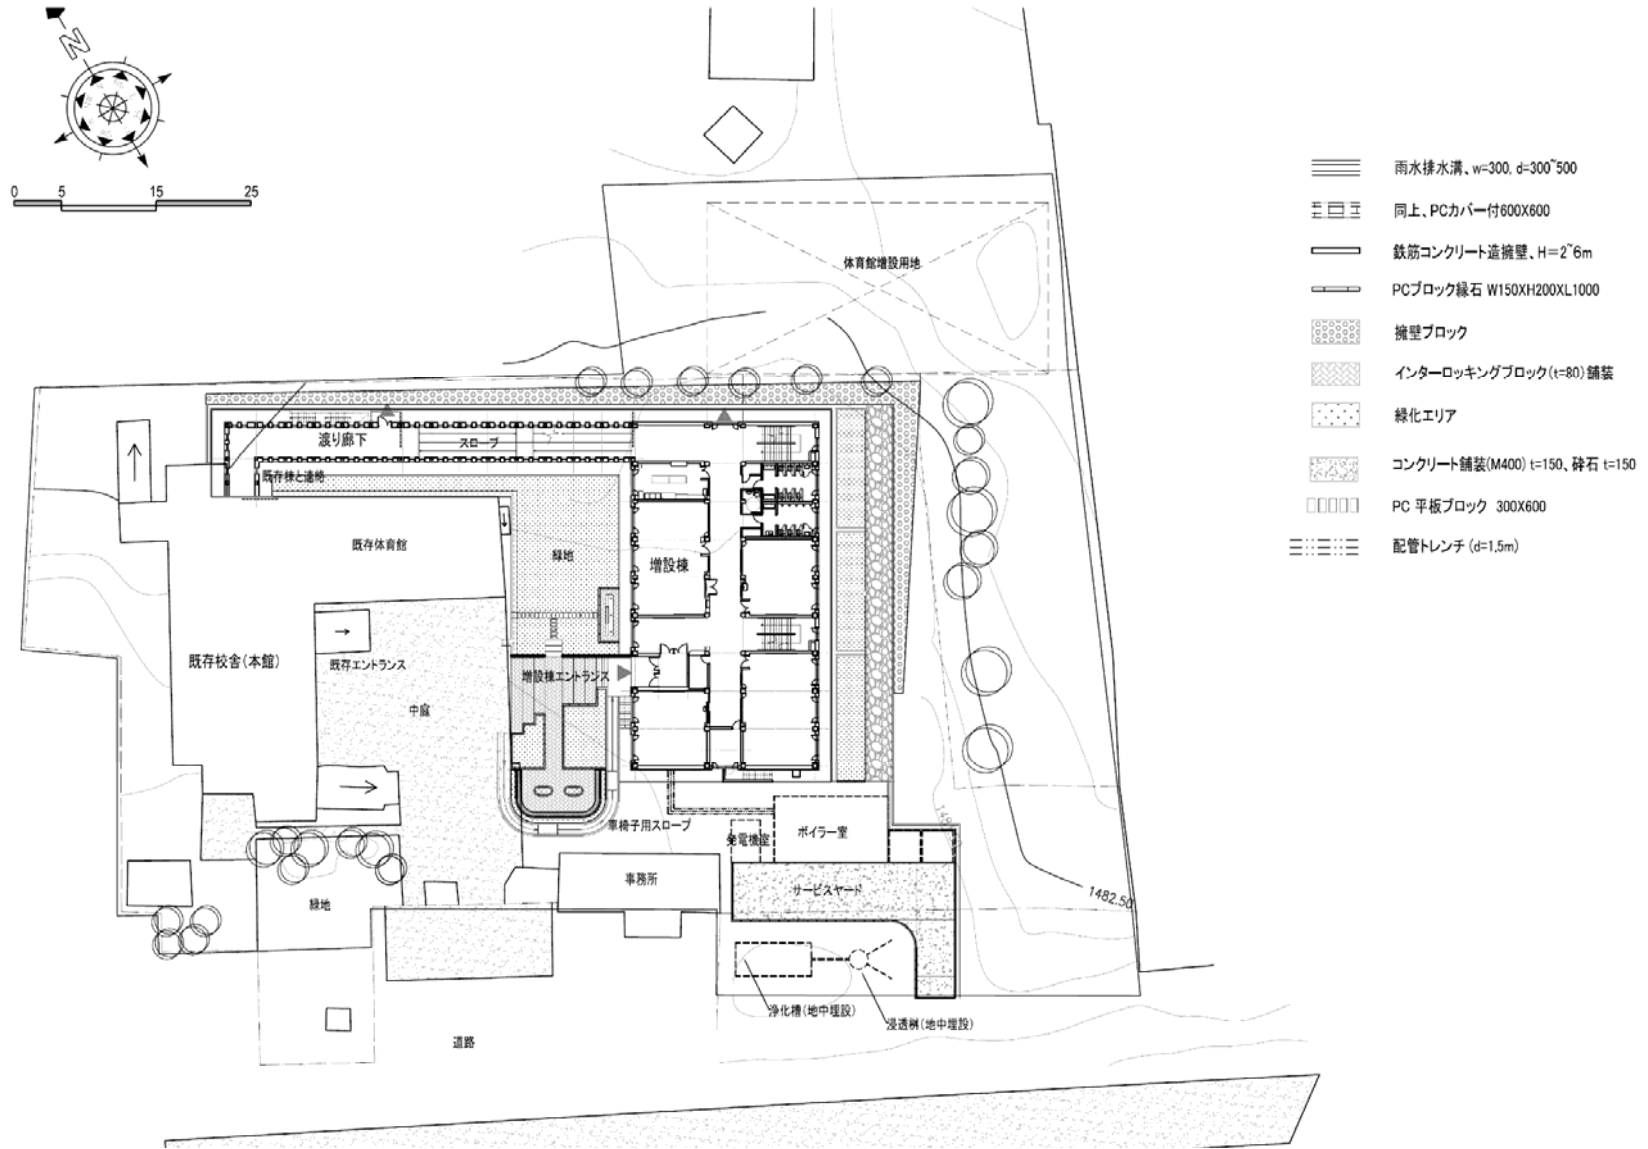 N
0 5 15 25
雨水排水溝、w=300, d=300~500
同上、PCカバー付600X600
鉄筋コンクリート造擁壁、H=2~6m
PCブロック縁石 W150XH200XL1000
擁壁ブロック
インターロッキングブロック(t=80)舗装
緑化エリア
コンクリート舗装(M400) t=150、砕石 t=150
PC 平板ブロック 300X600
配管トレンチ (d=1.5m)
体育館増設用地
渡り廊下
スロープ
既存棟と連絡
既存体育館
緑地
増設棟
既存校舎(本館)
既存エントランス
増設棟エントランス
中庭
車椅子用スロープ
発電機室
ボイラー室
事務所
サービスヤード
緑地
1482.50
浄化槽(地中埋設)
浸透桝(地中埋設)
道路